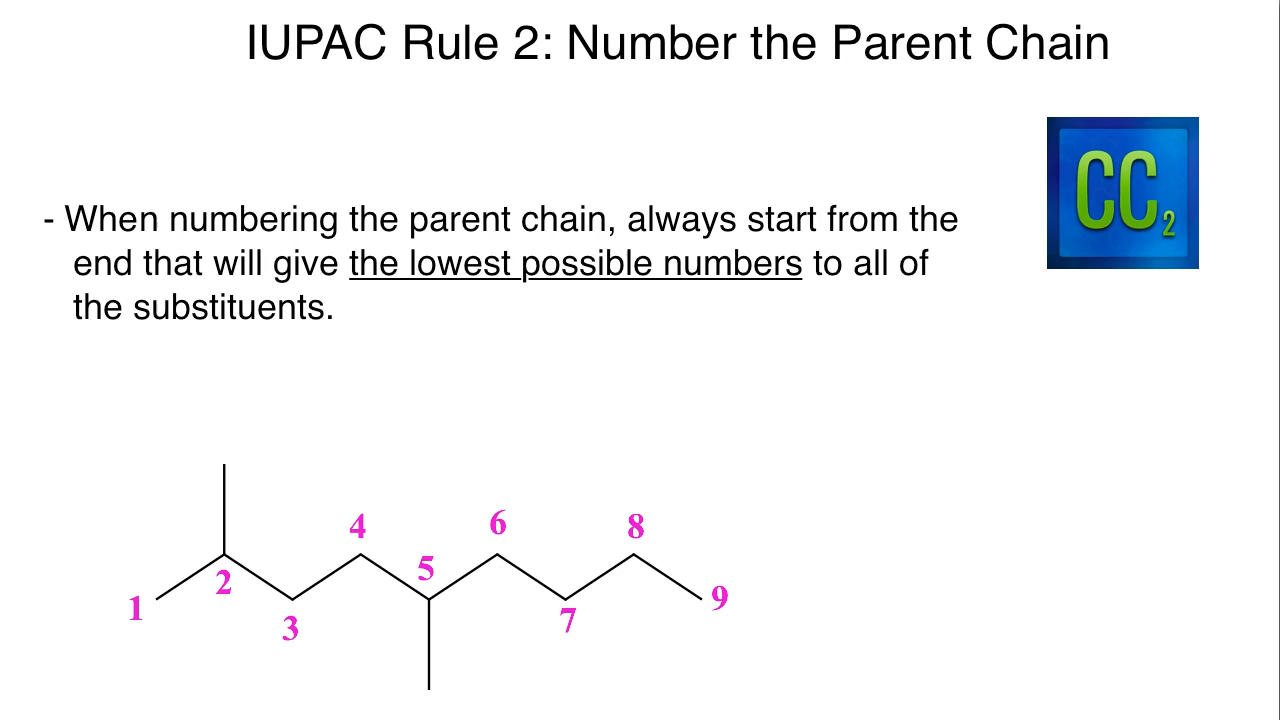 IUPAC Rule 2: Number the Parent Chain
CC2
- When numbering the parent chain, always start from the
end that will give the lowest possible numbers to all of
the substituents.
4 6 8
5
1 2 9
3 7